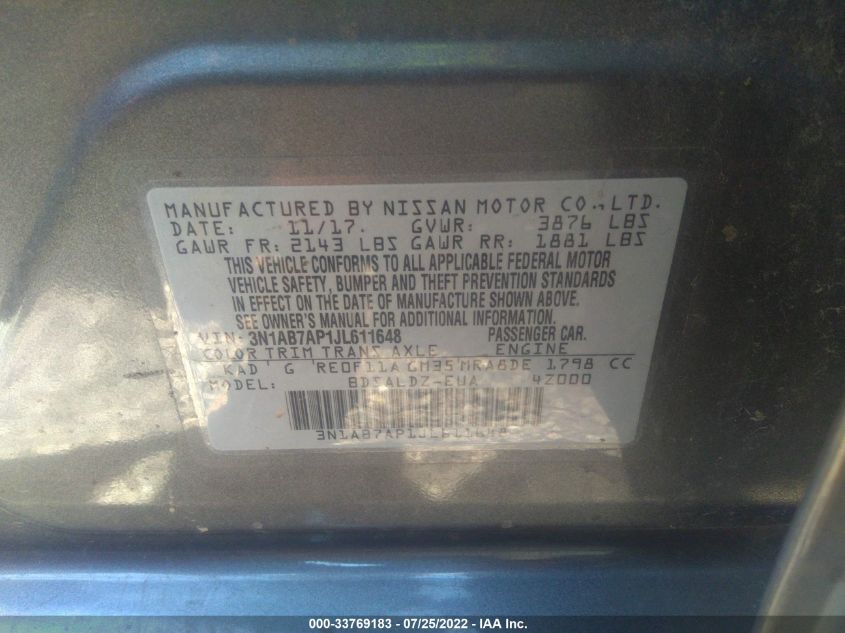 MANUFACTURED BY NISSAN MOTOR CO., LTD.
DATE: 11/17. GVWR: 3876 LBS
GAWR FR: 2143 LBS GAWR RR: 1881 LBS
THIS VEHICLE CONFORMS TO ALL APPLICABLE FEDERAL MOTOR
VEHICLE SAFETY, BUMPER AND THEFT PREVENTION STANDARDS
IN EFFECT ON THE DATE OF MANUFACTURE SHOWN ABOVE.
SEE OWNER'S MANUAL FOR ADDITIONAL INFORMATION.
VIN: 3N1AB7AP1JL611648 PASSENGER CAR.
COLOR TRIM TRANS AXLE ENGINE
KAD G RE0F11A GM35 MRA8DE 1798 CC
MODEL: BDSALDZ-EUA 4Z000
3N1AB7AP1JL611648
000-33769183 - 07/25/2022 - IAA Inc.